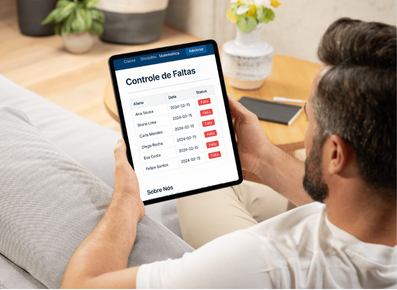 Classe Disciplina Matemática Adicionar
Controle de Faltas
Aluno Data Status
Ana Souza 2024-02-15 Falta
Bruno Lima 2024-02-15 Falta
Carla Mendes 2024-02-15 Falta
Diego Rocha 2024-02-15 Falta
Eva Costa 2024-02-15 Falta
Felipe Santos 2024-02-15 Falta
Sobre Nós